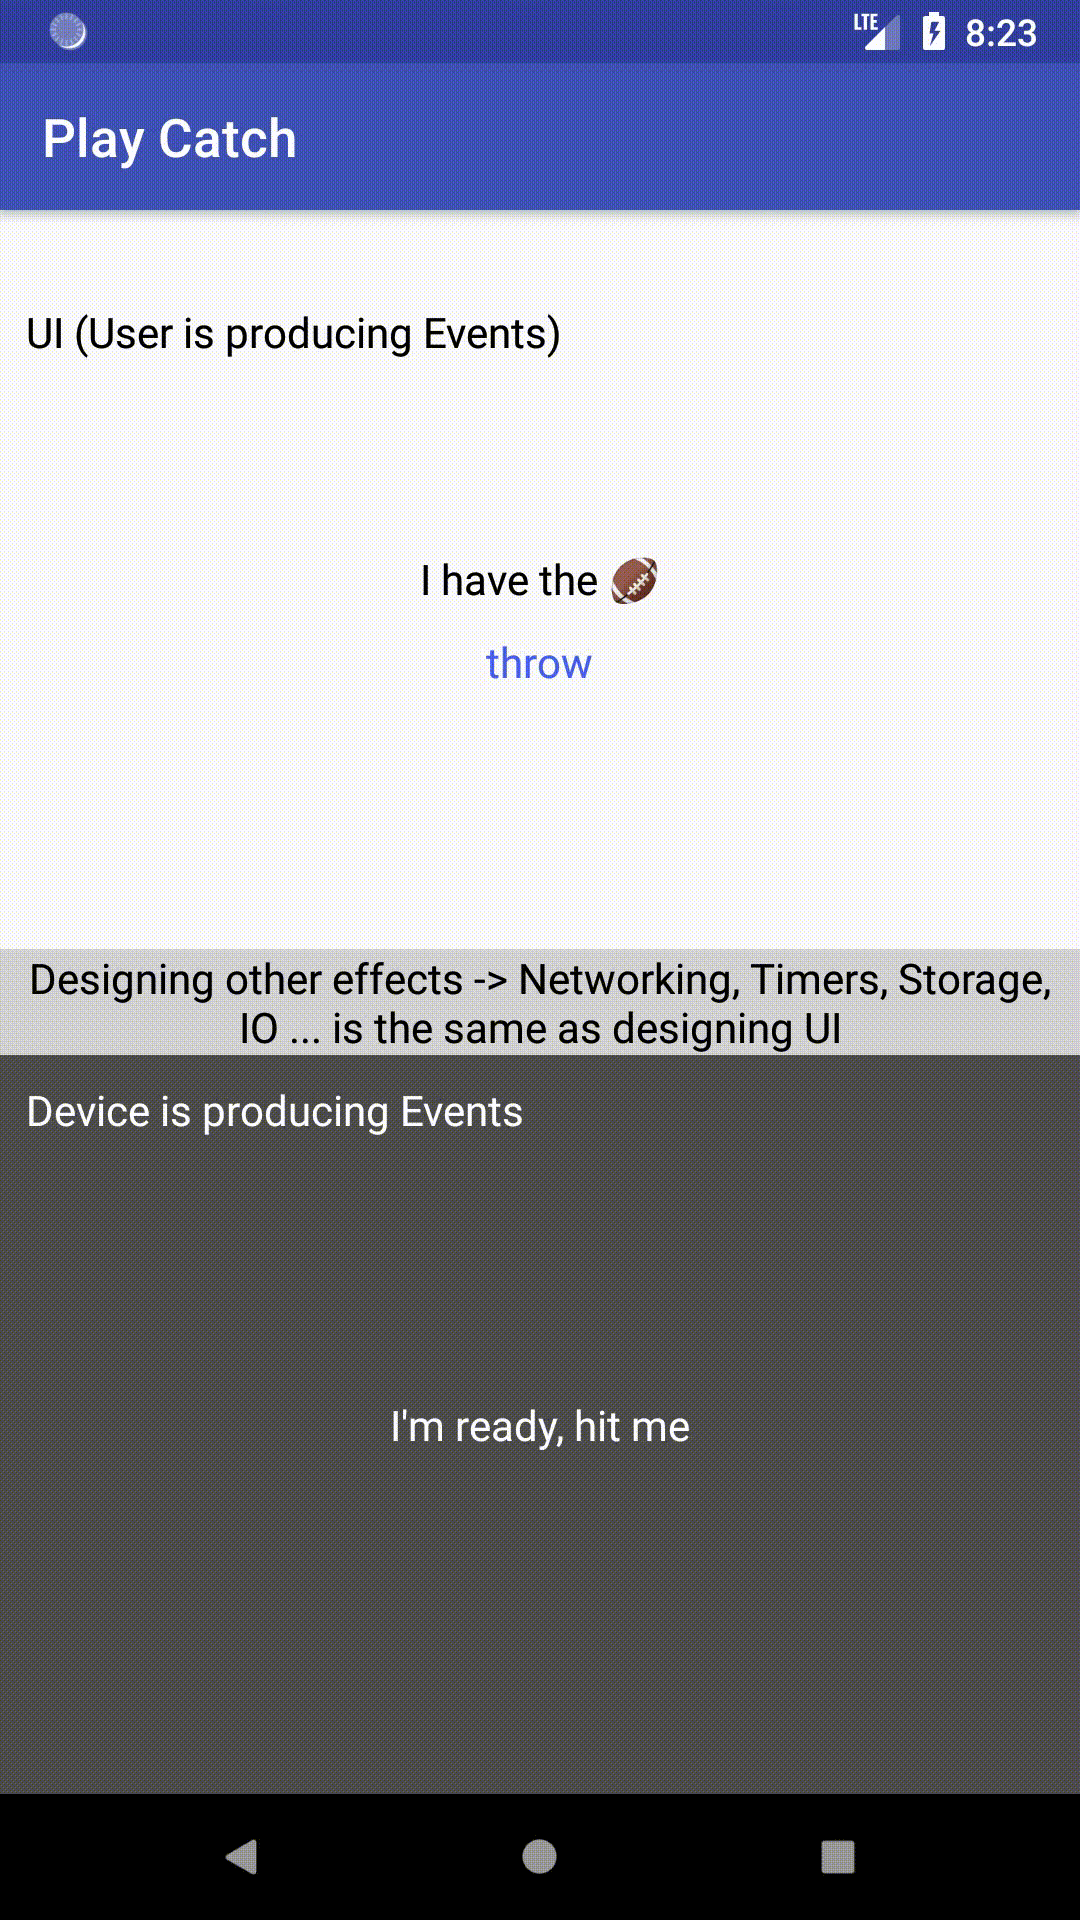 LTE 8:23
Play Catch
UI (User is producing Events)
I have the 🏈
throw
Designing other effects -> Networking, Timers, Storage,
IO ... is the same as designing UI
Device is producing Events
I'm ready, hit me